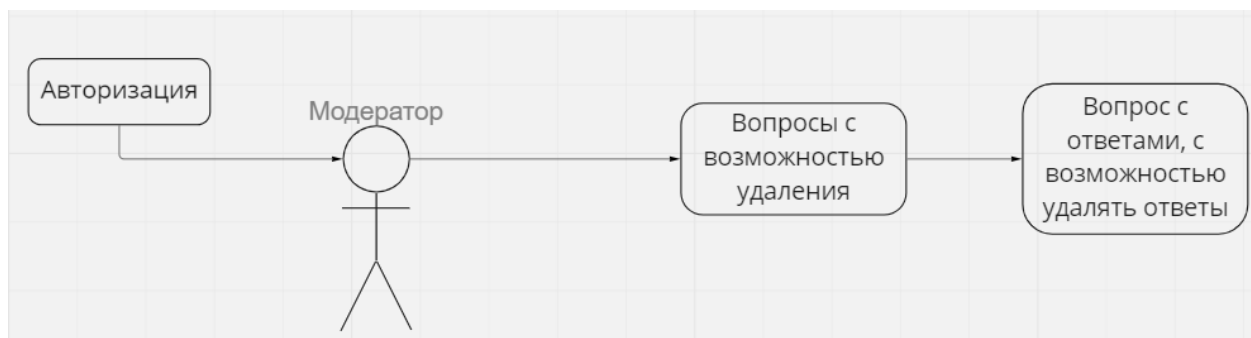 Авторизация
Модератор
Вопросы с
возможностью
удаления
Вопрос с
ответами, с
возможностью
удалять ответы